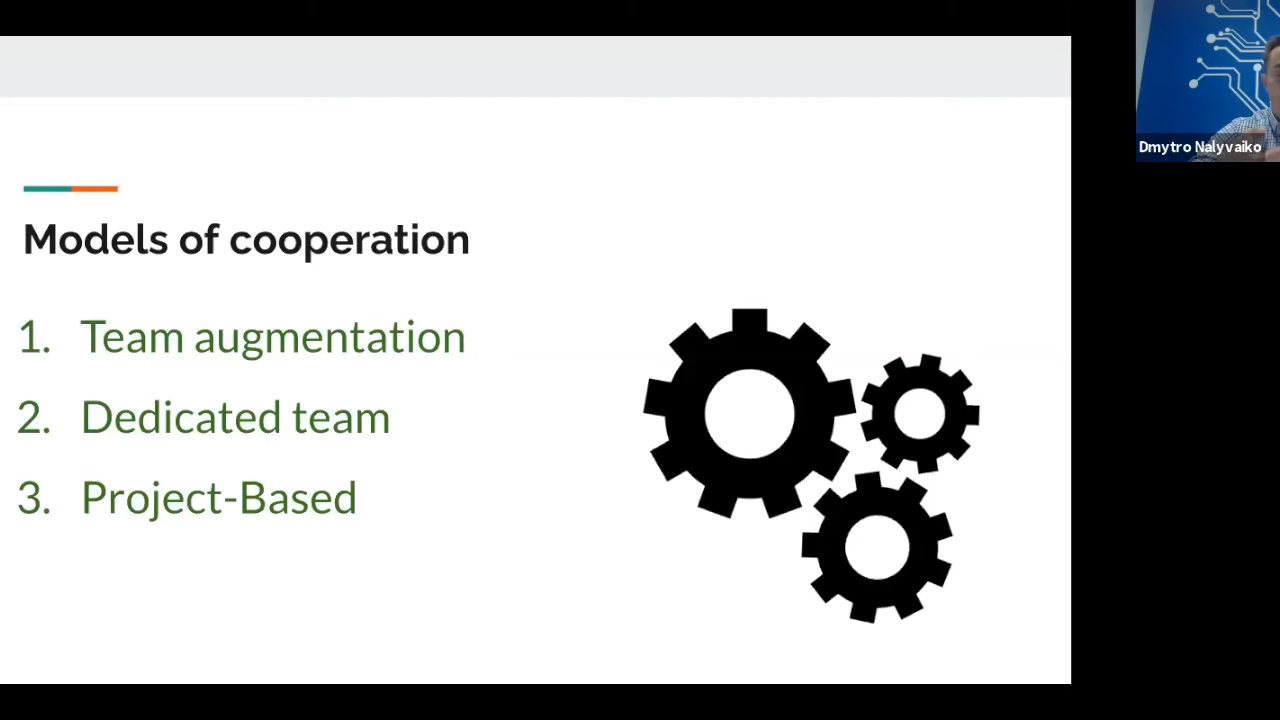 Models of cooperation
1. Team augmentation
2. Dedicated team
3. Project-Based
Dmytro Nalyvaiko